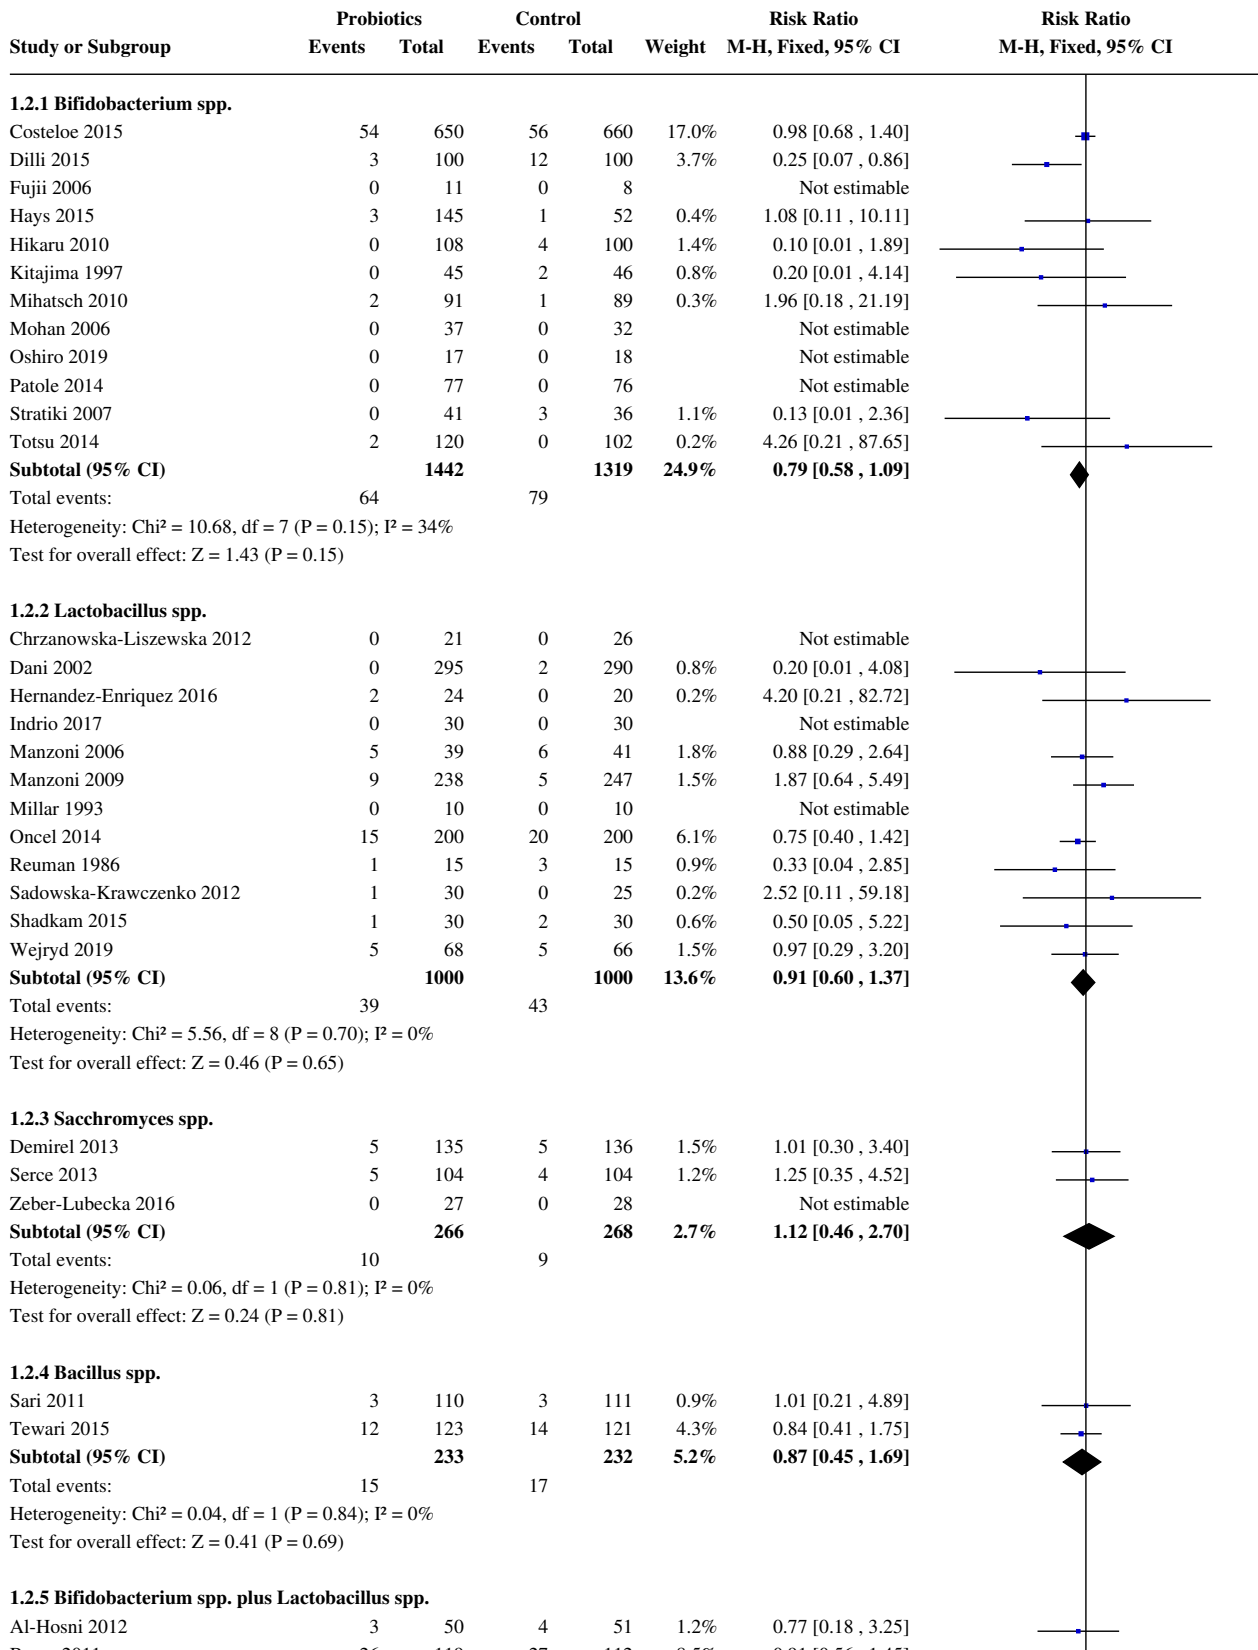 Probiotics Control Risk Ratio Risk Ratio
Study or Subgroup Events Total Events Total Weight M-H, Fixed, 95% CI M-H, Fixed, 95% CI
1.2.1 Bifidobacterium spp.
Costeloe 2015 54 650 56 660 17.0% 0.98 [0.68 , 1.40]
Dilli 2015 3 100 12 100 3.7% 0.25 [0.07 , 0.86]
Fujii 2006 0 11 0 8 Not estimable
Hays 2015 3 145 1 52 0.4% 1.08 [0.11 , 10.11]
Hikaru 2010 0 108 4 100 1.4% 0.10 [0.01 , 1.89]
Kitajima 1997 0 45 2 46 0.8% 0.20 [0.01 , 4.14]
Mihatsch 2010 2 91 1 89 0.3% 1.96 [0.18 , 21.19]
Mohan 2006 0 37 0 32 Not estimable
Oshiro 2019 0 17 0 18 Not estimable
Patole 2014 0 77 0 76 Not estimable
Stratiki 2007 0 41 3 36 1.1% 0.13 [0.01 , 2.36]
Totsu 2014 2 120 0 102 0.2% 4.26 [0.21 , 87.65]
Subtotal (95% CI) 1442 1319 24.9% 0.79 [0.58 , 1.09]
Total events: 64 79
Heterogeneity: Chi² = 10.68, df = 7 (P = 0.15); I² = 34%
Test for overall effect: Z = 1.43 (P = 0.15)
1.2.2 Lactobacillus spp.
Chrzanowska-Liszewska 2012 0 21 0 26 Not estimable
Dani 2002 0 295 2 290 0.8% 0.20 [0.01 , 4.08]
Hernandez-Enriquez 2016 2 24 0 20 0.2% 4.20 [0.21 , 82.72]
Indrio 2017 0 30 0 30 Not estimable
Manzoni 2006 5 39 6 41 1.8% 0.88 [0.29 , 2.64]
Manzoni 2009 9 238 5 247 1.5% 1.87 [0.64 , 5.49]
Millar 1993 0 10 0 10 Not estimable
Oncel 2014 15 200 20 200 6.1% 0.75 [0.40 , 1.42]
Reuman 1986 1 15 3 15 0.9% 0.33 [0.04 , 2.85]
Sadowska-Krawczenko 2012 1 30 0 25 0.2% 2.52 [0.11 , 59.18]
Shadkam 2015 1 30 2 30 0.6% 0.50 [0.05 , 5.22]
Wejryd 2019 5 68 5 66 1.5% 0.97 [0.29 , 3.20]
Subtotal (95% CI) 1000 1000 13.6% 0.91 [0.60 , 1.37]
Total events: 39 43
Heterogeneity: Chi² = 5.56, df = 8 (P = 0.70); I² = 0%
Test for overall effect: Z = 0.46 (P = 0.65)
1.2.3 Sacchromyces spp.
Demirel 2013 5 135 5 136 1.5% 1.01 [0.30 , 3.40]
Serce 2013 5 104 4 104 1.2% 1.25 [0.35 , 4.52]
Zeber-Lubecka 2016 0 27 0 28 Not estimable
Subtotal (95% CI) 266 268 2.7% 1.12 [0.46 , 2.70]
Total events: 10 9
Heterogeneity: Chi² = 0.06, df = 1 (P = 0.81); I² = 0%
Test for overall effect: Z = 0.24 (P = 0.81)
1.2.4 Bacillus spp.
Sari 2011 3 110 3 111 0.9% 1.01 [0.21 , 4.89]
Tewari 2015 12 123 14 121 4.3% 0.84 [0.41 , 1.75]
Subtotal (95% CI) 233 232 5.2% 0.87 [0.45 , 1.69]
Total events: 15 17
Heterogeneity: Chi² = 0.04, df = 1 (P = 0.84); I² = 0%
Test for overall effect: Z = 0.41 (P = 0.69)
1.2.5 Bifidobacterium spp. plus Lactobacillus spp.
Al-Hosni 2012 3 50 4 51 1.2% 0.77 [0.18 , 3.25]